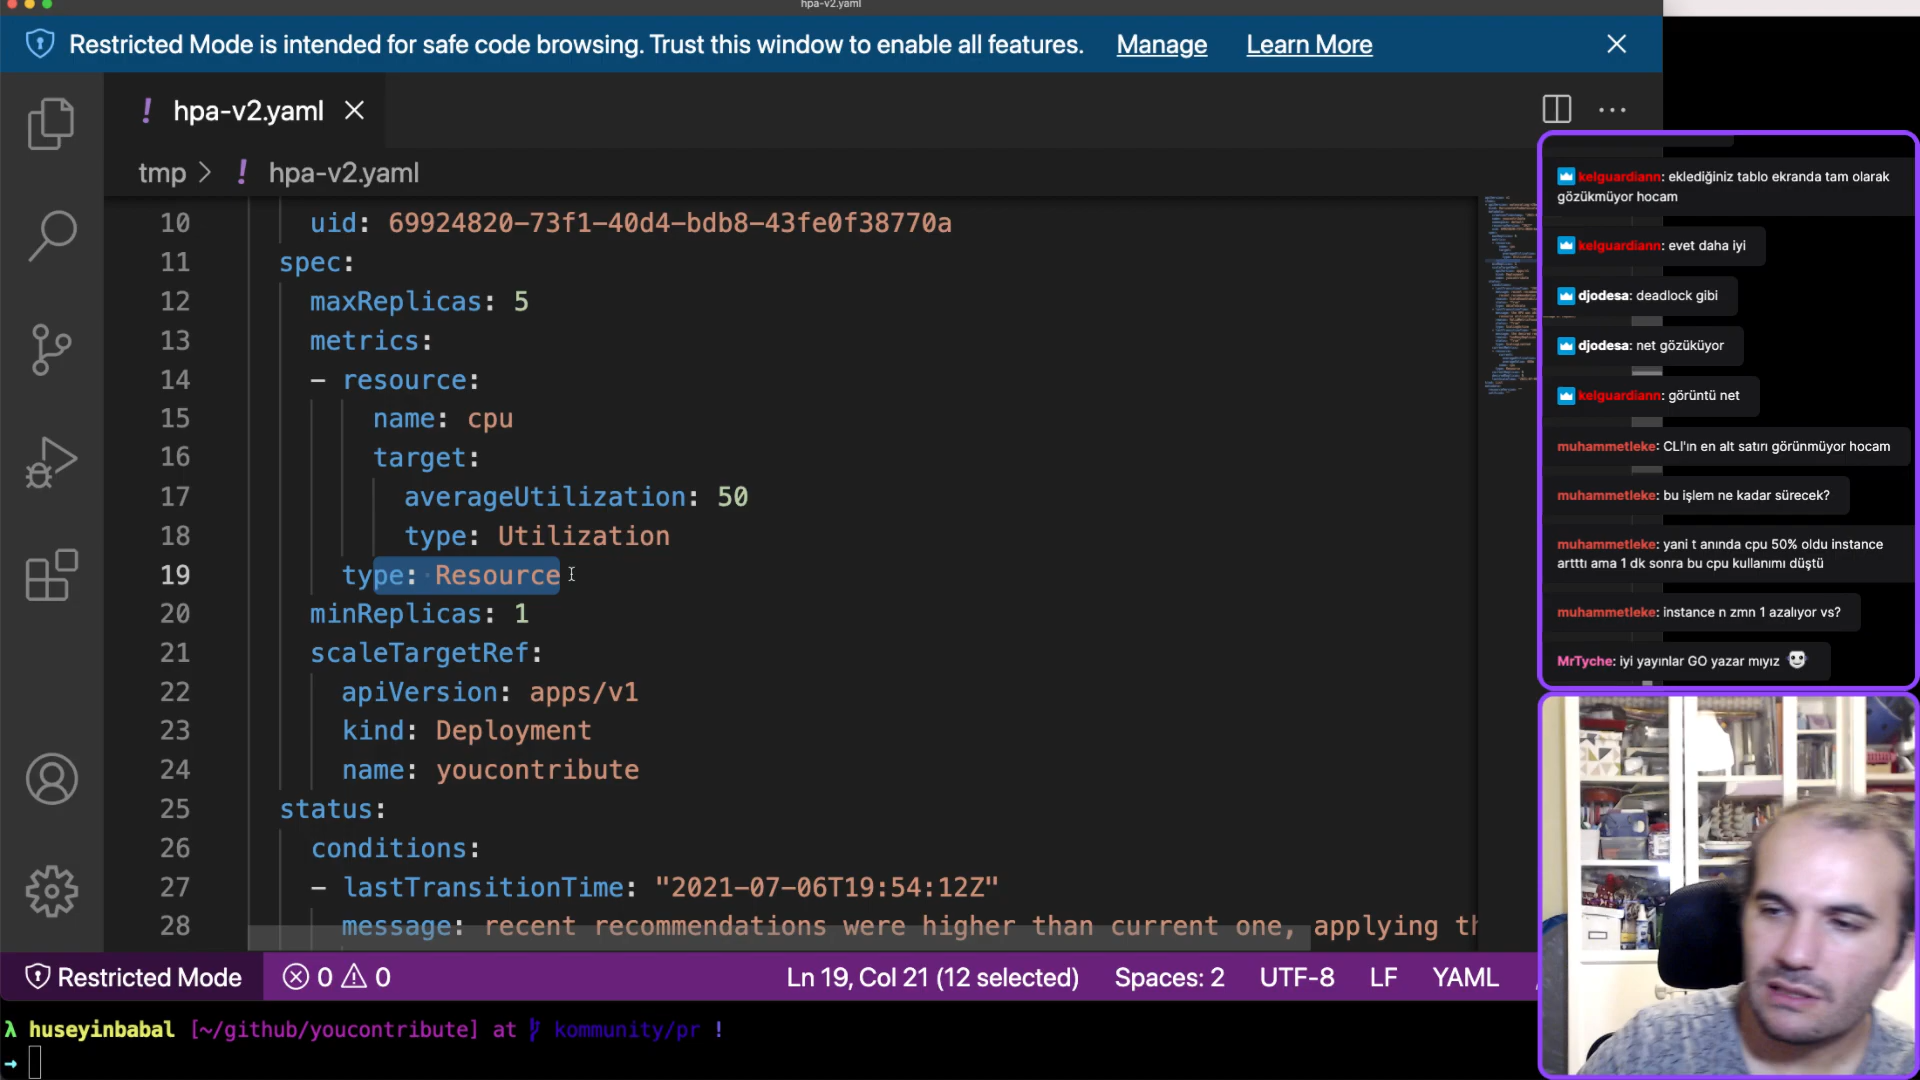 hpa-v2.yaml
Restricted Mode is intended for safe code browsing. Trust this window to enable all features. Manage Learn More
hpa-v2.yaml
tmp > ! hpa-v2.yaml
10 uid: 69924820-73f1-40d4-bdb8-43fe0f38770a
11 spec:
12 maxReplicas: 5
13 metrics:
14 - resource:
15 name: cpu
16 target:
17 averageUtilization: 50
18 type: Utilization
19 type: Resource
20 minReplicas: 1
21 scaleTargetRef:
22 apiVersion: apps/v1
23 kind: Deployment
24 name: youcontribute
25 status:
26 conditions:
27 - lastTransitionTime: "2021-07-06T19:54:12Z"
28 message: recent recommendations were higher than current one, applying th
Restricted Mode 0 0 Ln 19, Col 21 (12 selected) Spaces: 2 UTF-8 LF YAML
λ huseyinbabal [~/github/youcontribute] at kommunity/pr !
→
kelguardiann: eklediğiniz tablo ekranda tam olarak
gözükmüyor hocam
kelguardiann: evet daha iyi
djodesa: deadlock gibi
djodesa: net gözüküyor
kelguardiann: görüntü net
muhammetleke: CLI'ın en alt satırı görünmüyor hocam
muhammetleke: bu işlem ne kadar sürecek?
muhammetleke: yani t anında cpu 50% oldu instance
artttı ama 1 dk sonra bu cpu kullanımı düştü
muhammetleke: instance n zmn 1 azalıyor vs?
MrTyche: iyi yayınlar GO yazar mıyız